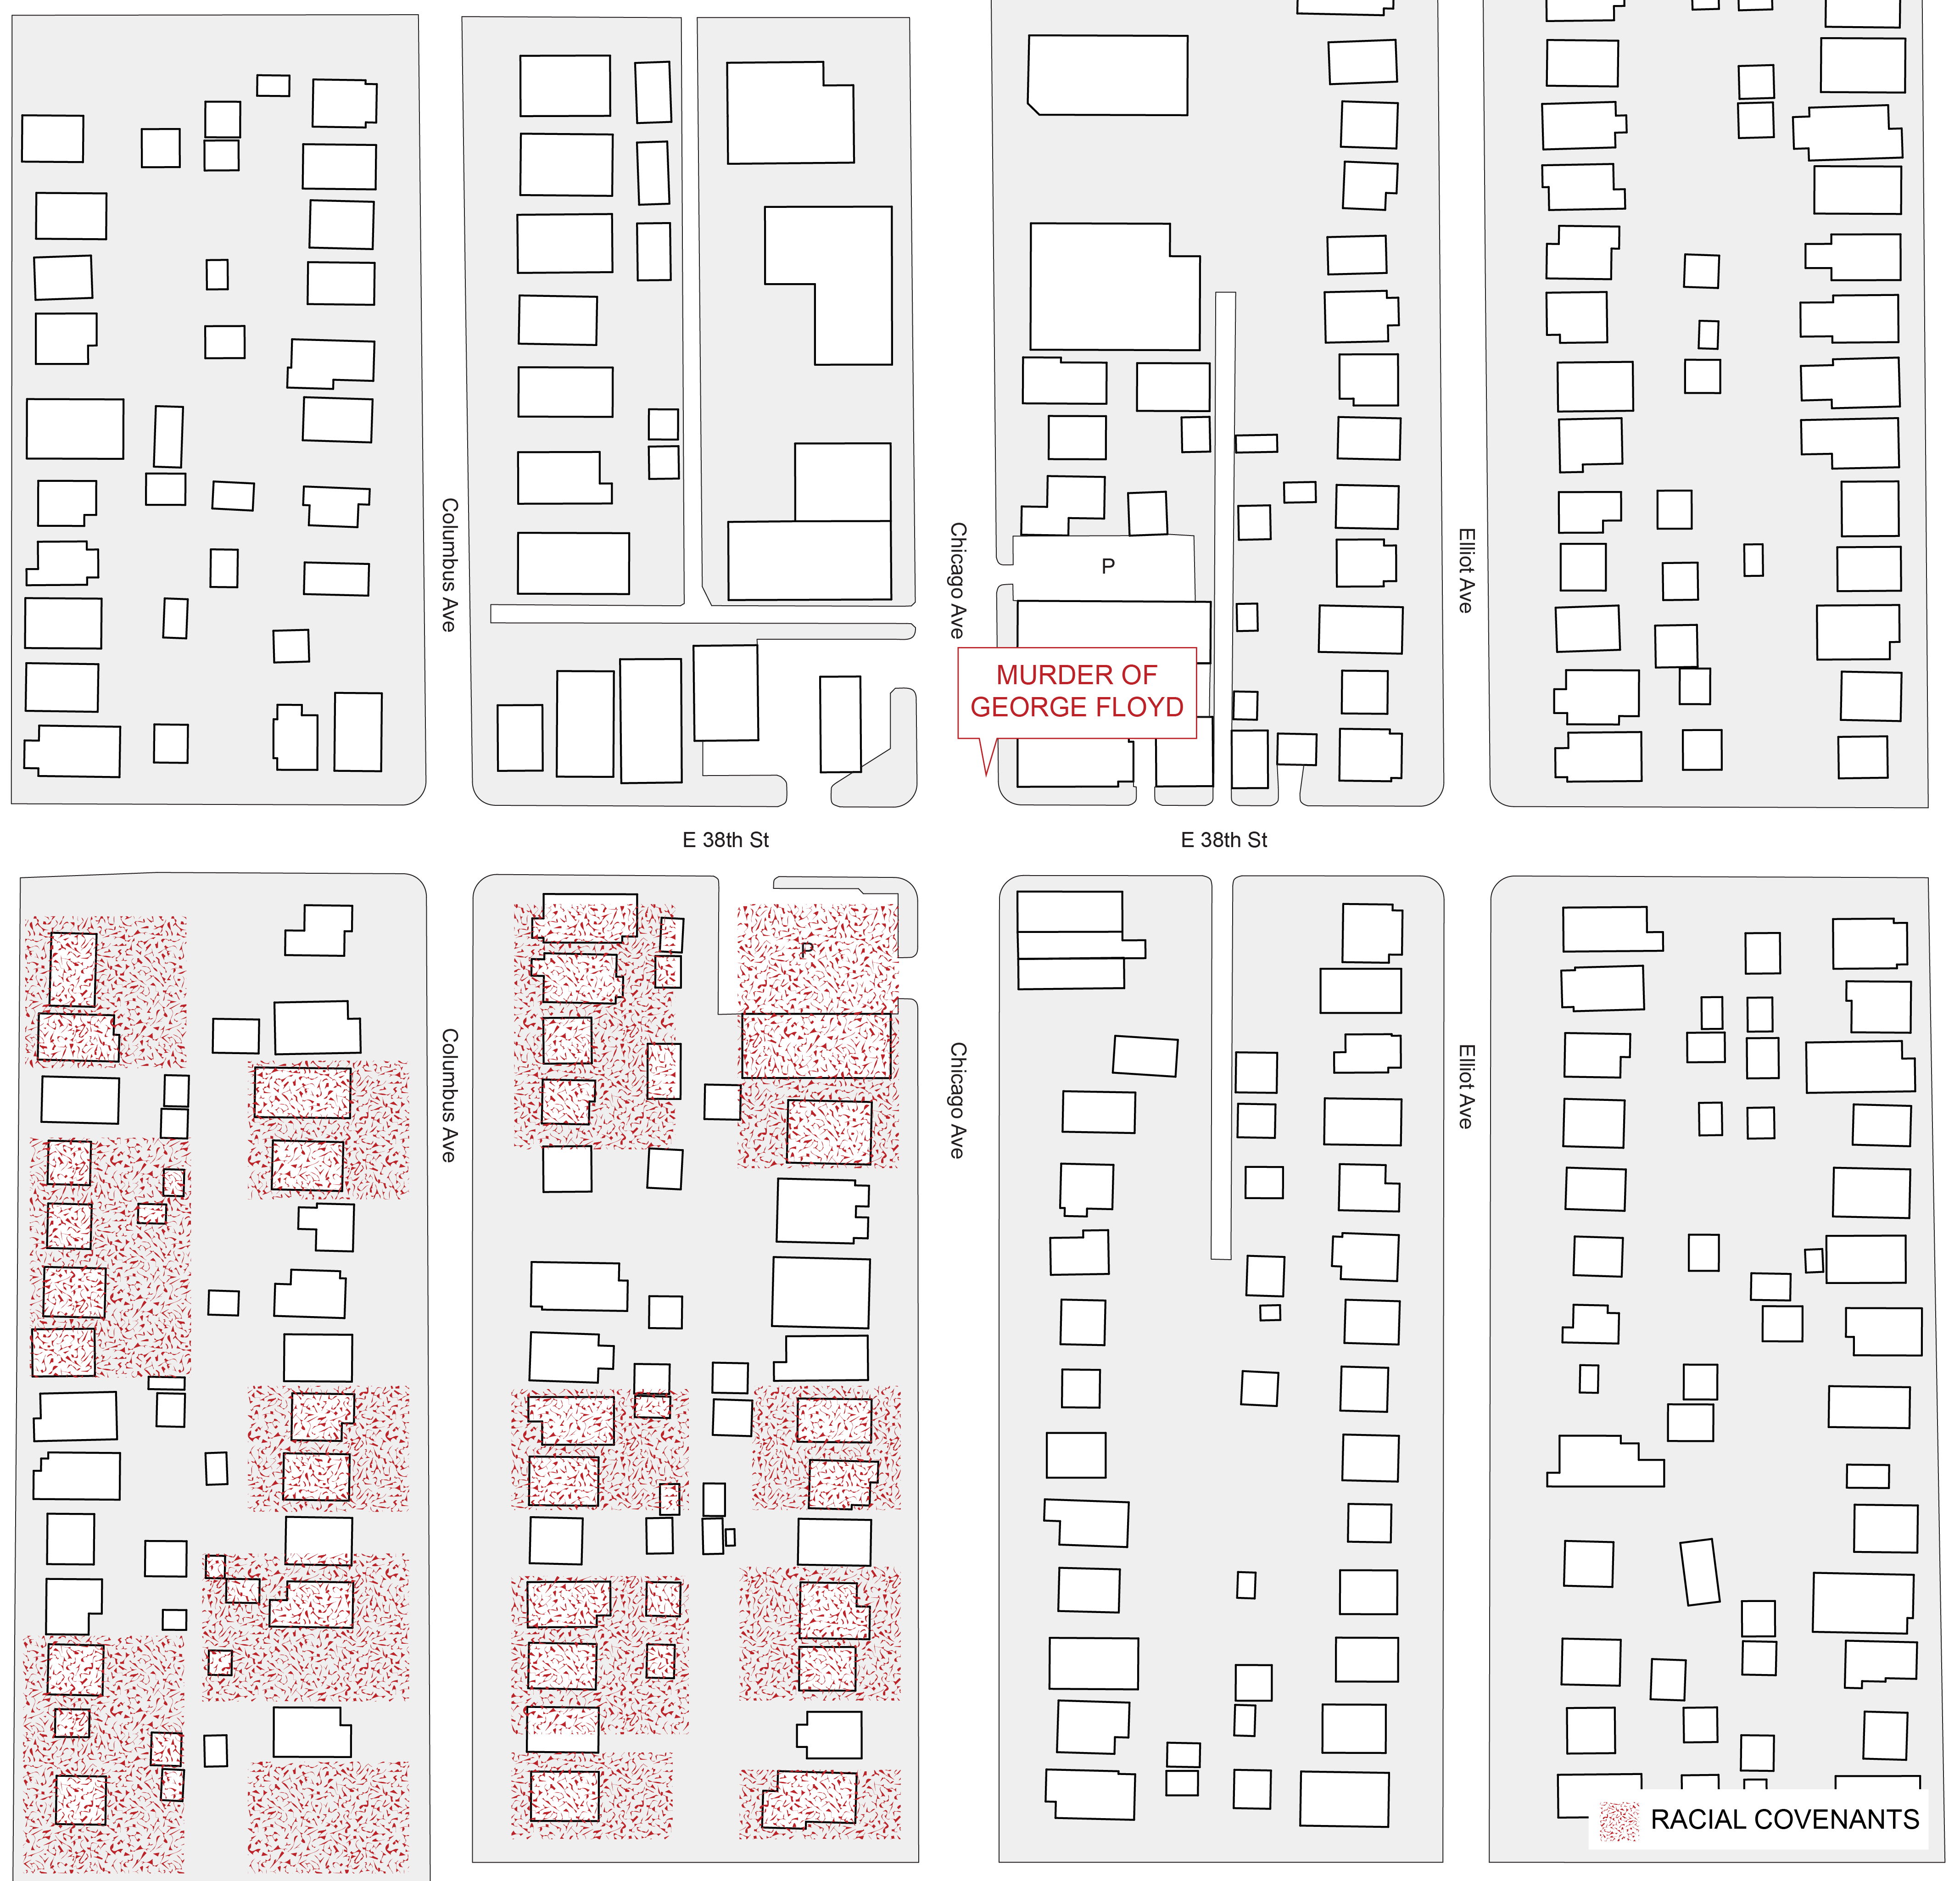 Columbus Ave
Chicago Ave
Elliot Ave
P
MURDER OF
GEORGE FLOYD
E 38th St
E 38th St
P
Columbus Ave
Chicago Ave
Elliot Ave
RACIAL COVENANTS